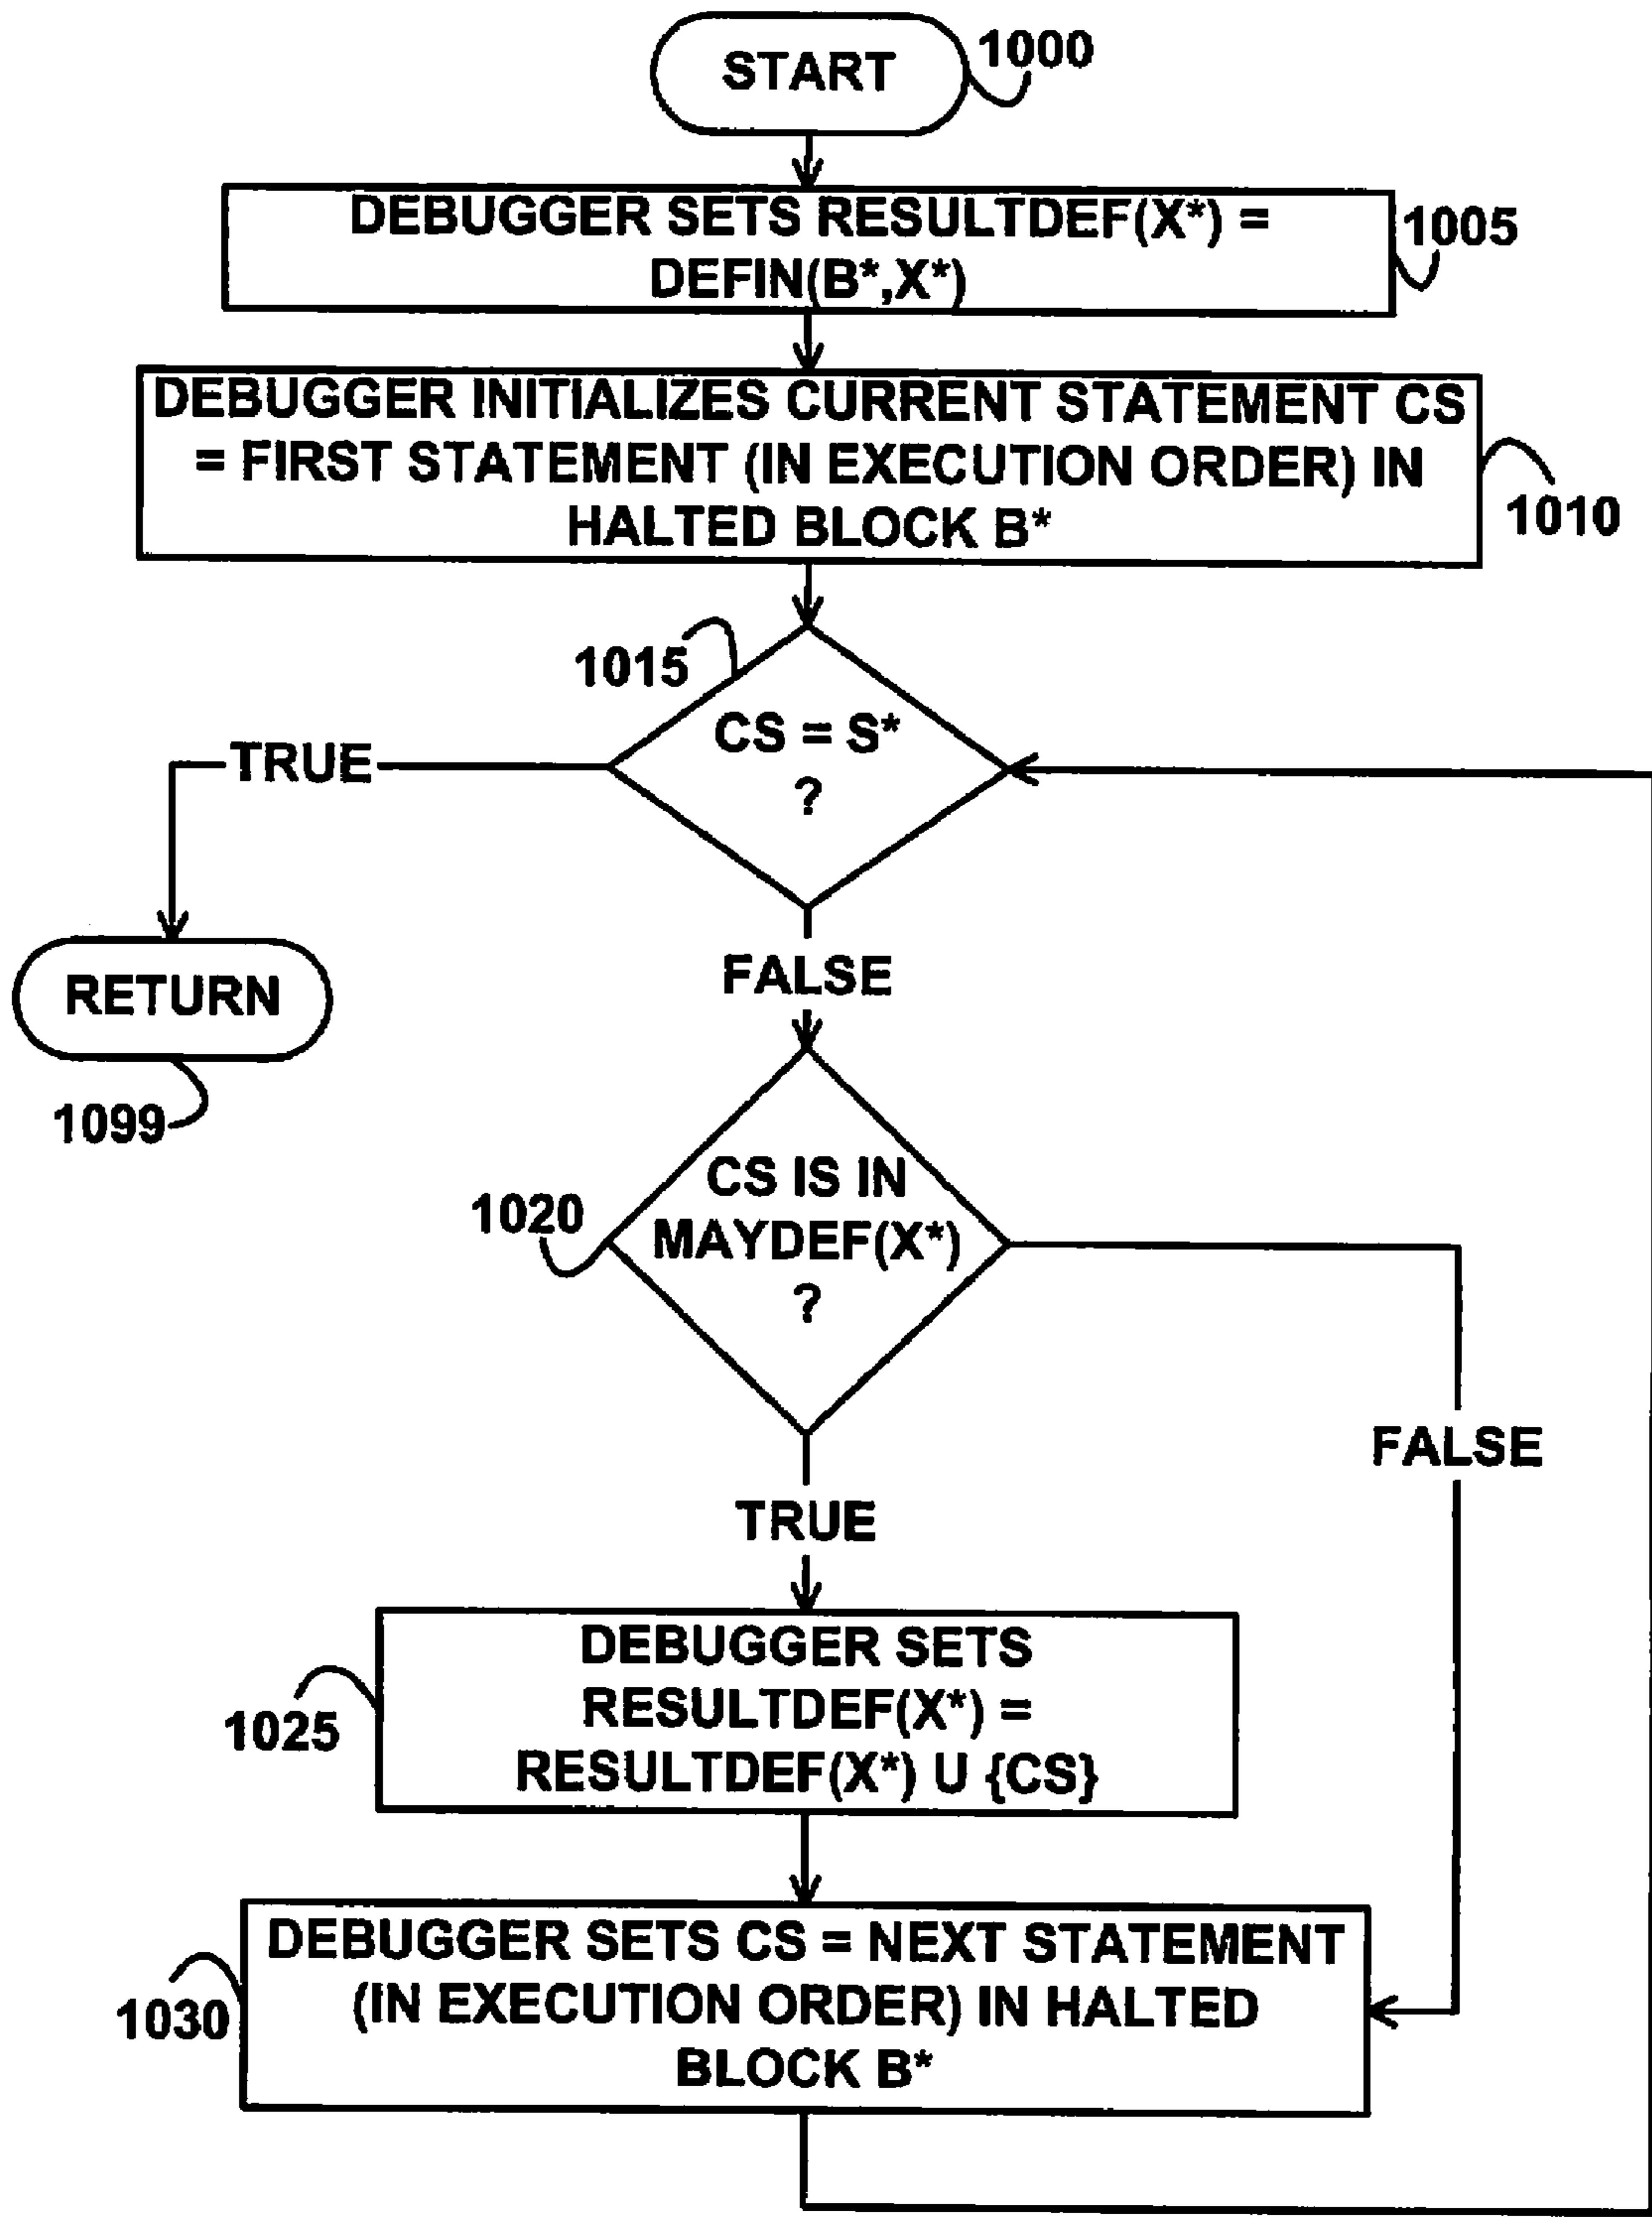 START
1000
DEBUGGER SETS RESULTDEF(X*) =
DEFIN(B*,X*)
1005
DEBUGGER INITIALIZES CURRENT STATEMENT CS
= FIRST STATEMENT (IN EXECUTION ORDER) IN
HALTED BLOCK B*
1010
1015
CS = S*
?
TRUE
RETURN
1099
FALSE
1020
CS IS IN
MAYDEF(X*)
?
FALSE
TRUE
DEBUGGER SETS
RESULTDEF(X*) =
RESULTDEF(X*) U {CS}
1025
DEBUGGER SETS CS = NEXT STATEMENT
(IN EXECUTION ORDER) IN HALTED
BLOCK B*
1030